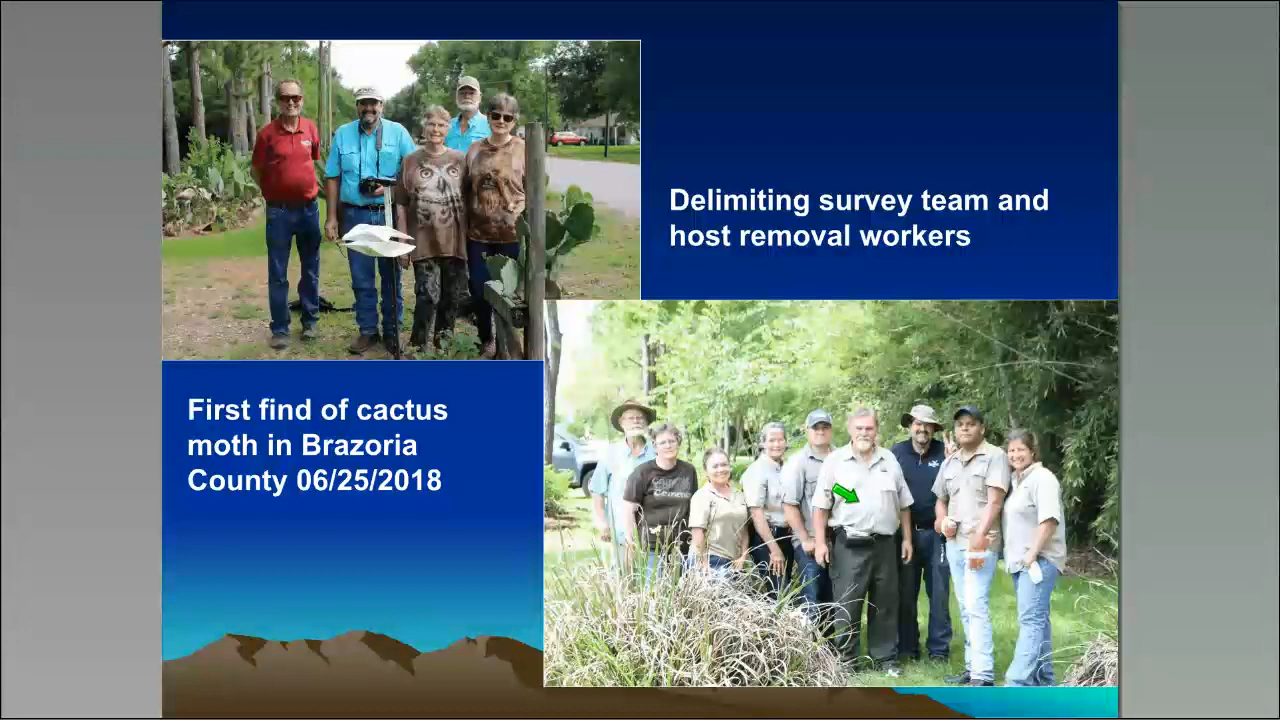 Delimiting survey team and
host removal workers
First find of cactus
moth in Brazoria
County 06/25/2018